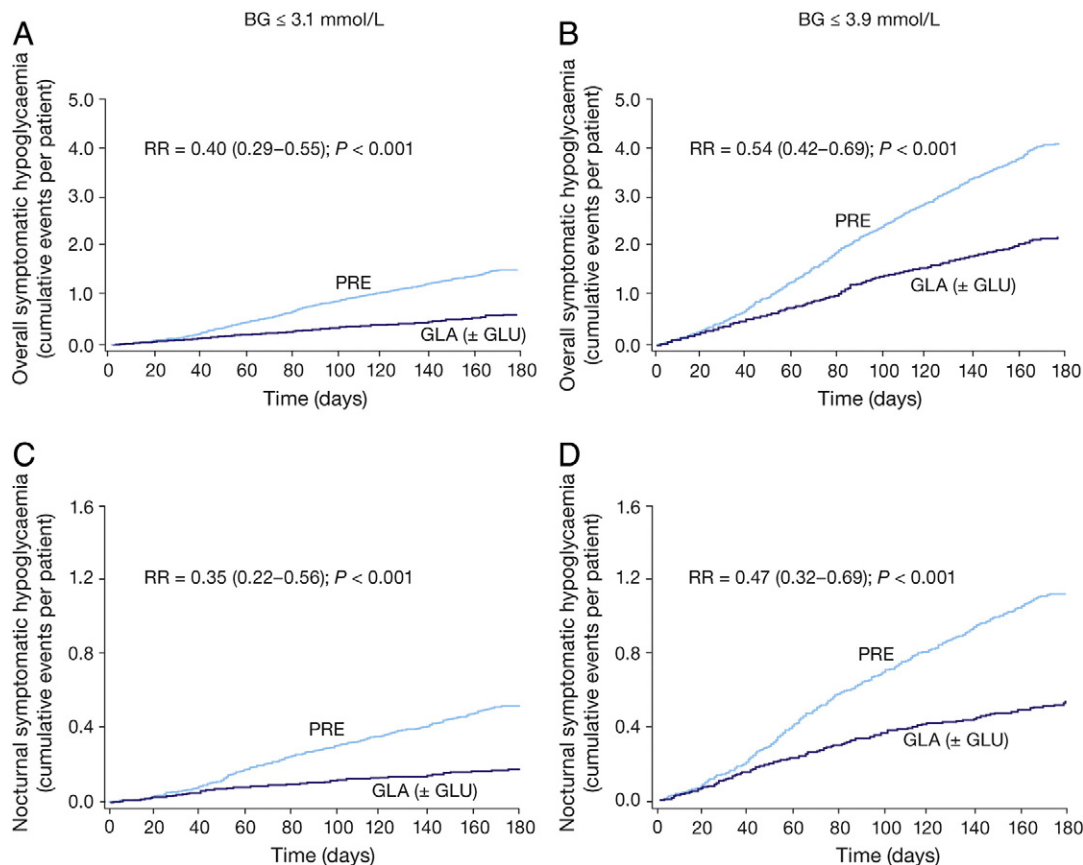 BG ≤ 3.1 mmol/L
A
Overall symptomatic hypoglycaemia
(cumulative events per patient)
5.0
4.0
3.0
2.0
1.0
0.0
RR = 0.40 (0.29–0.55); P < 0.001
PRE
GLA (± GLU)
0 20 40 60 80 100 120 140 160 180
Time (days)
BG ≤ 3.9 mmol/L
B
Overall symptomatic hypoglycaemia
(cumulative events per patient)
5.0
4.0
3.0
2.0
1.0
0.0
RR = 0.54 (0.42–0.69); P < 0.001
PRE
GLA (± GLU)
0 20 40 60 80 100 120 140 160 180
Time (days)
C
Nocturnal symptomatic hypoglycaemia
(cumulative events per patient)
1.6
1.2
0.8
0.4
0.0
RR = 0.35 (0.22–0.56); P < 0.001
PRE
GLA (± GLU)
0 20 40 60 80 100 120 140 160 180
Time (days)
D
Nocturnal symptomatic hypoglycaemia
(cumulative events per patient)
1.6
1.2
0.8
0.4
0.0
RR = 0.47 (0.32–0.69); P < 0.001
PRE
GLA (± GLU)
0 20 40 60 80 100 120 140 160 180
Time (days)